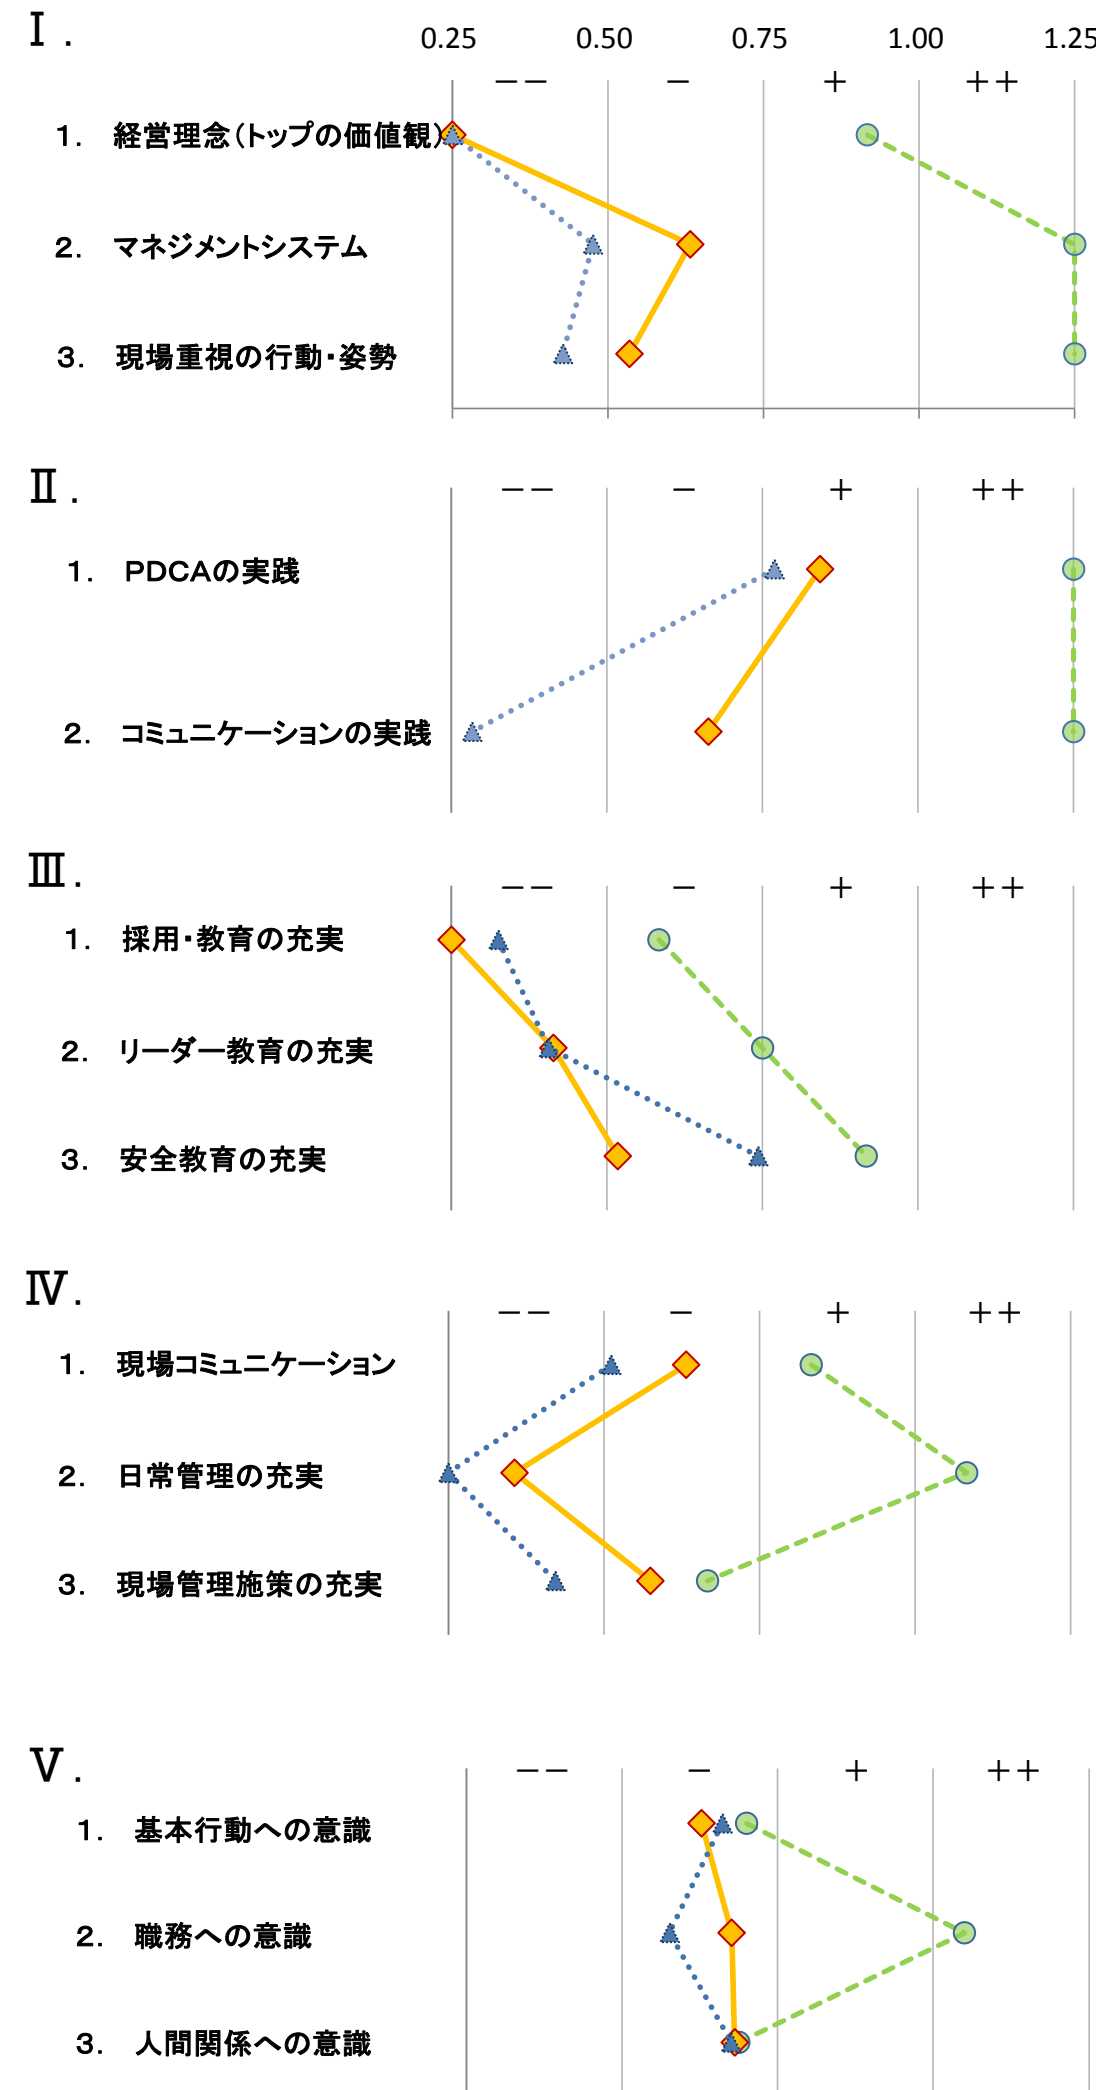 Ⅰ.
0.25 0.50 0.75 1.00 1.25
－－ － ＋ ＋＋
1. 経営理念（トップの価値観）
2. マネジメントシステム
3. 現場重視の行動・姿勢
Ⅱ.
－－ － ＋ ＋＋
1. PDCAの実践
2. コミュニケーションの実践
Ⅲ.
－－ － ＋ ＋＋
1. 採用・教育の充実
2. リーダー教育の充実
3. 安全教育の充実
Ⅳ.
－－ － ＋ ＋＋
1. 現場コミュニケーション
2. 日常管理の充実
3. 現場管理施策の充実
Ⅴ.
－－ － ＋ ＋＋
1. 基本行動への意識
2. 職務への意識
3. 人間関係への意識